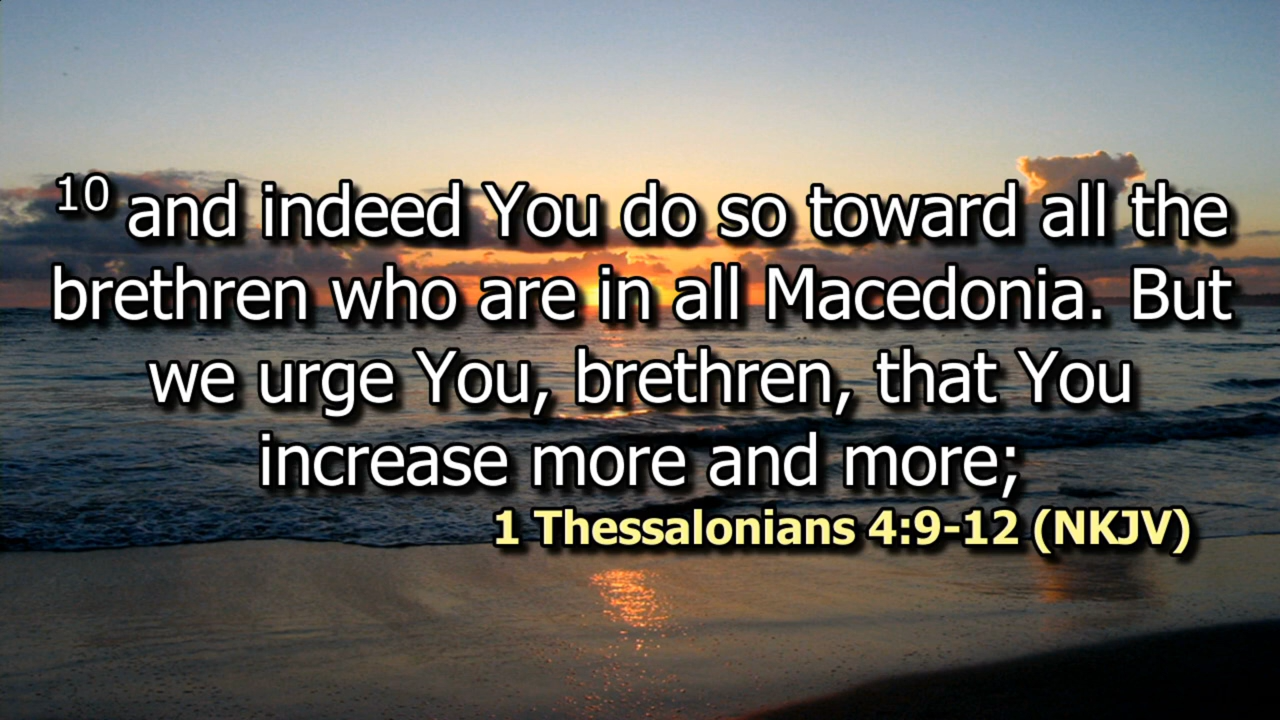 10 and indeed You do so toward all the
brethren who are in all Macedonia. But
we urge You, brethren, that You
increase more and more;
1 Thessalonians 4:9-12 (NKJV)